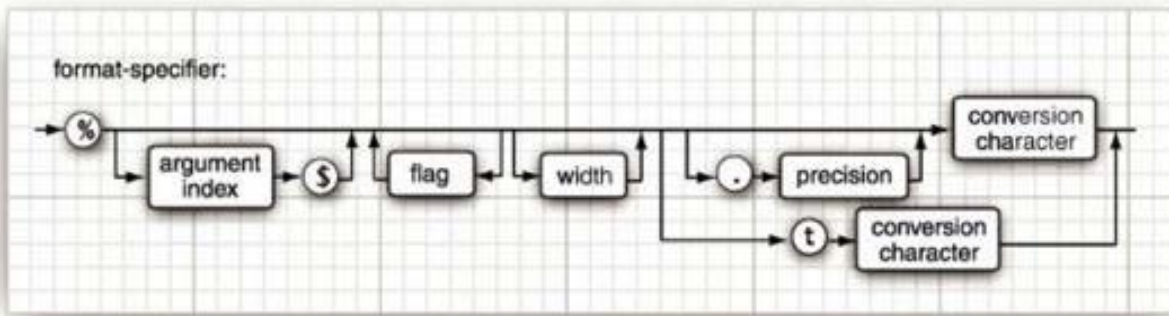 format-specifier:
%
argument
index
$
flag
width
.
precision
conversion
character
t
conversion
character